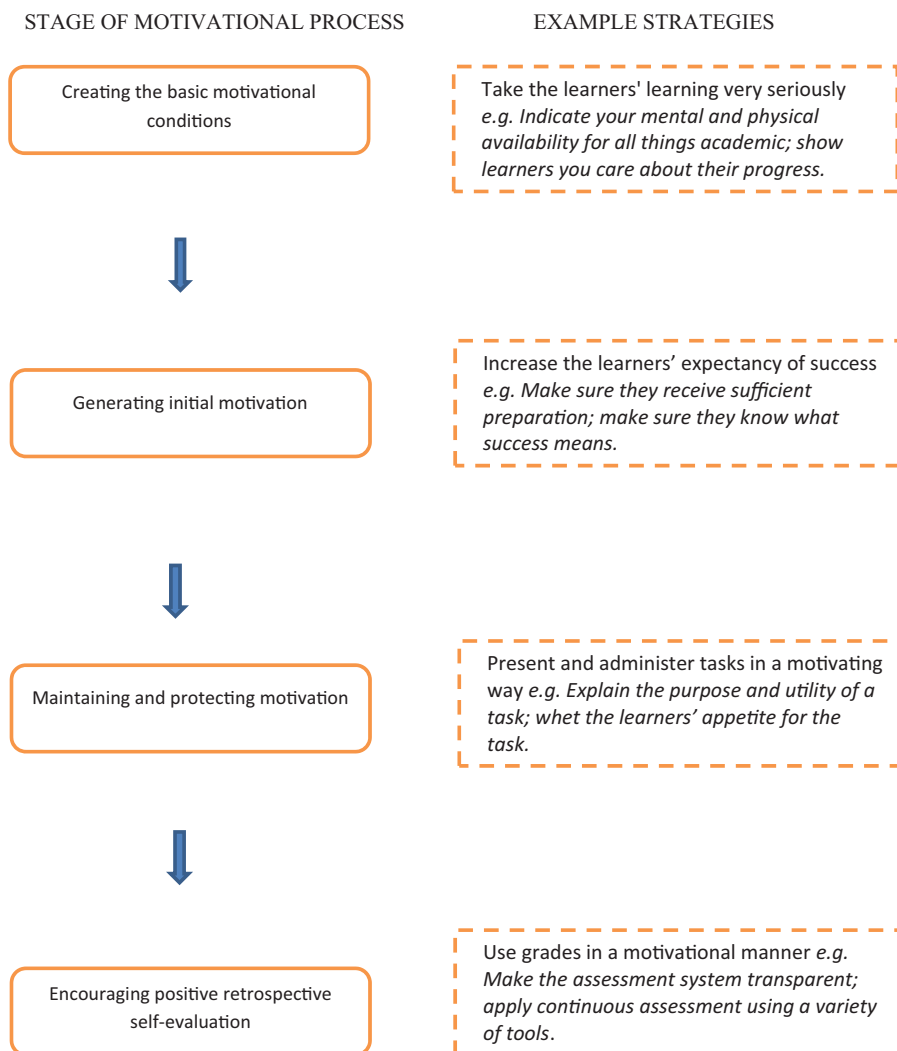 STAGE OF MOTIVATIONAL PROCESS
EXAMPLE STRATEGIES
Creating the basic motivational
conditions
Take the learners' learning very seriously
e.g. Indicate your mental and physical
availability for all things academic; show
learners you care about their progress.
Generating initial motivation
Increase the learners’ expectancy of success
e.g. Make sure they receive sufficient
preparation; make sure they know what
success means.
Maintaining and protecting motivation
Present and administer tasks in a motivating
way e.g. Explain the purpose and utility of a
task; whet the learners’ appetite for the
task.
Encouraging positive retrospective
self-evaluation
Use grades in a motivational manner e.g.
Make the assessment system transparent;
apply continuous assessment using a variety
of tools.